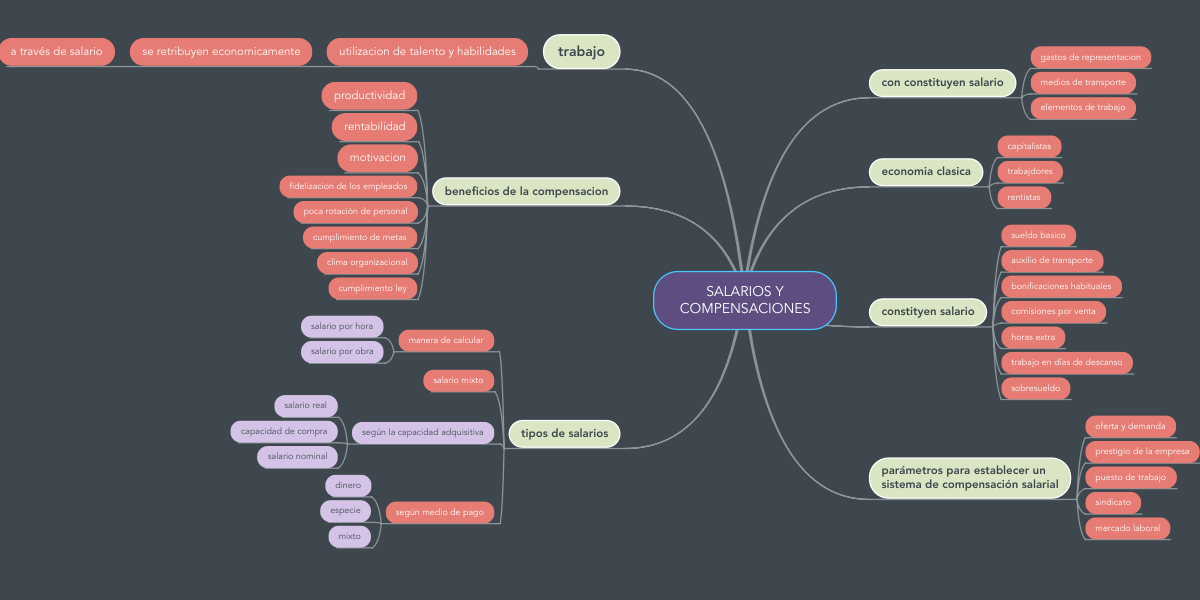 SALARIOS Y
COMPENSACIONES
trabajo
utilizacion de talento y habilidades
se retribuyen economicamente
a través de salario
beneficios de la compensacion
productividad
rentabilidad
motivacion
fidelizacion de los empleados
poca rotaciòn de personal
cumplimiento de metas
clima organizacional
cumplimiento ley
tipos de salarios
manera de calcular
salario por hora
salario por obra
salario mixto
según la capacidad adquisitiva
salario real
capacidad de compra
salario nominal
según medio de pago
dinero
especie
mixto
con constituyen salario
gastos de representacion
medios de transporte
elementos de trabajo
economia clasica
capitalistas
trabajdores
rentistas
constityen salario
sueldo basico
auxilio de transporte
bonificaciones habituales
comisiones por venta
horas extra
trabajo en días de descanso
sobresueldo
parámetros para establecer un
sistema de compensación salarial
oferta y demanda
prestigio de la empresa
puesto de trabajo
sindicato
mercado laboral